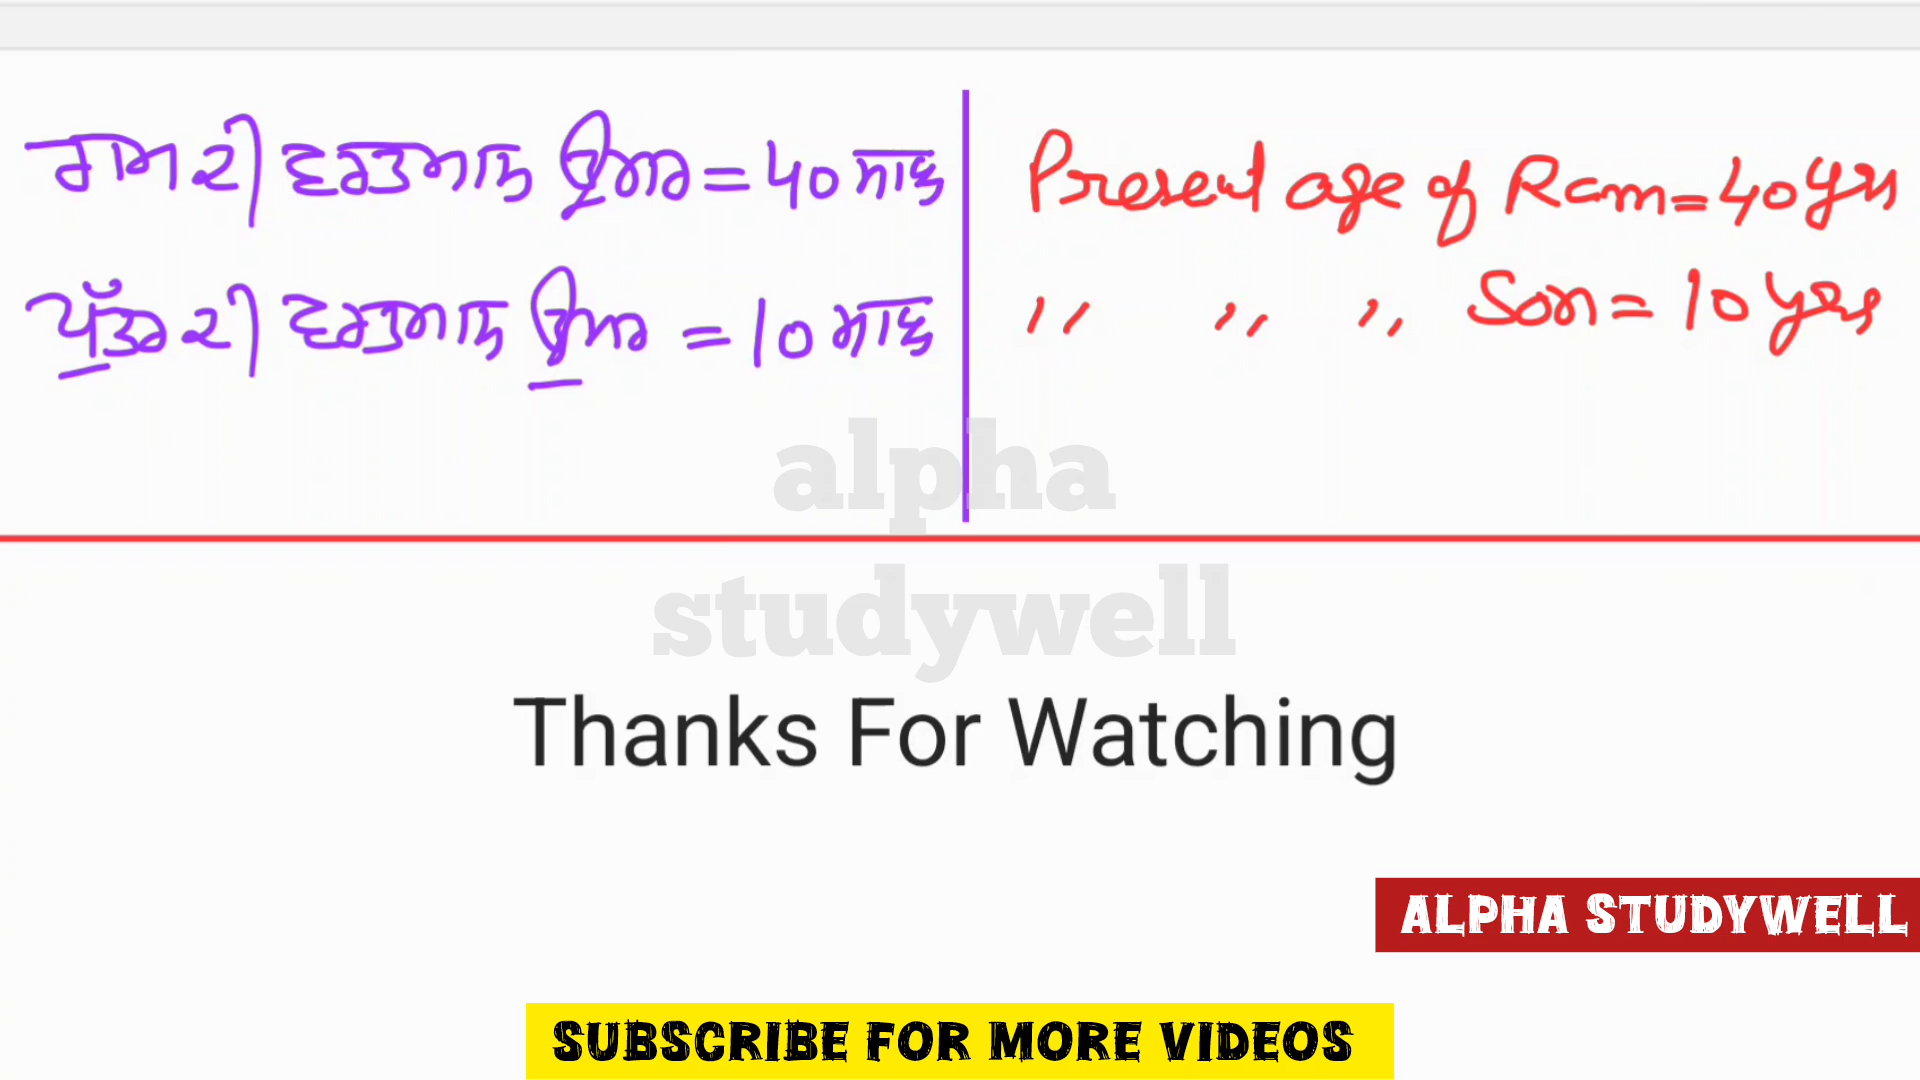 ਰਾਮ ਦੀ ਵਰਤਮਾਨ ਉਮਰ = 40 ਸਾਲ
ਪੁੱਤਰ ਦੀ ਵਰਤਮਾਨ ਉਮਰ = 10 ਸਾਲ
Present age of Ram = 40 yrs
,, ,, ,, Son = 10 yrs
alpha
studywell
Thanks For Watching
ALPHA STUDYWELL
SUBSCRIBE FOR MORE VIDEOS